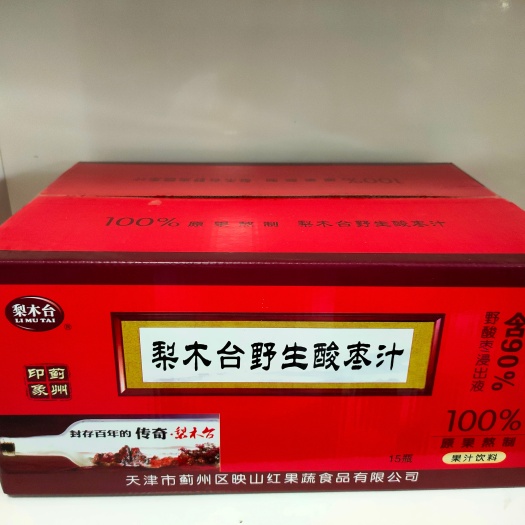 100% 原果熬制 梨木台野生酸枣汁
梨木台
LI MU TAI
梨木台野生酸枣汁
含90%
野酸枣浸出液
蓟州
印象
100%
原果熬制
果汁饮料
封存百年的 传奇·梨木台
15瓶
天津市蓟州区映山红果蔬食品有限公司